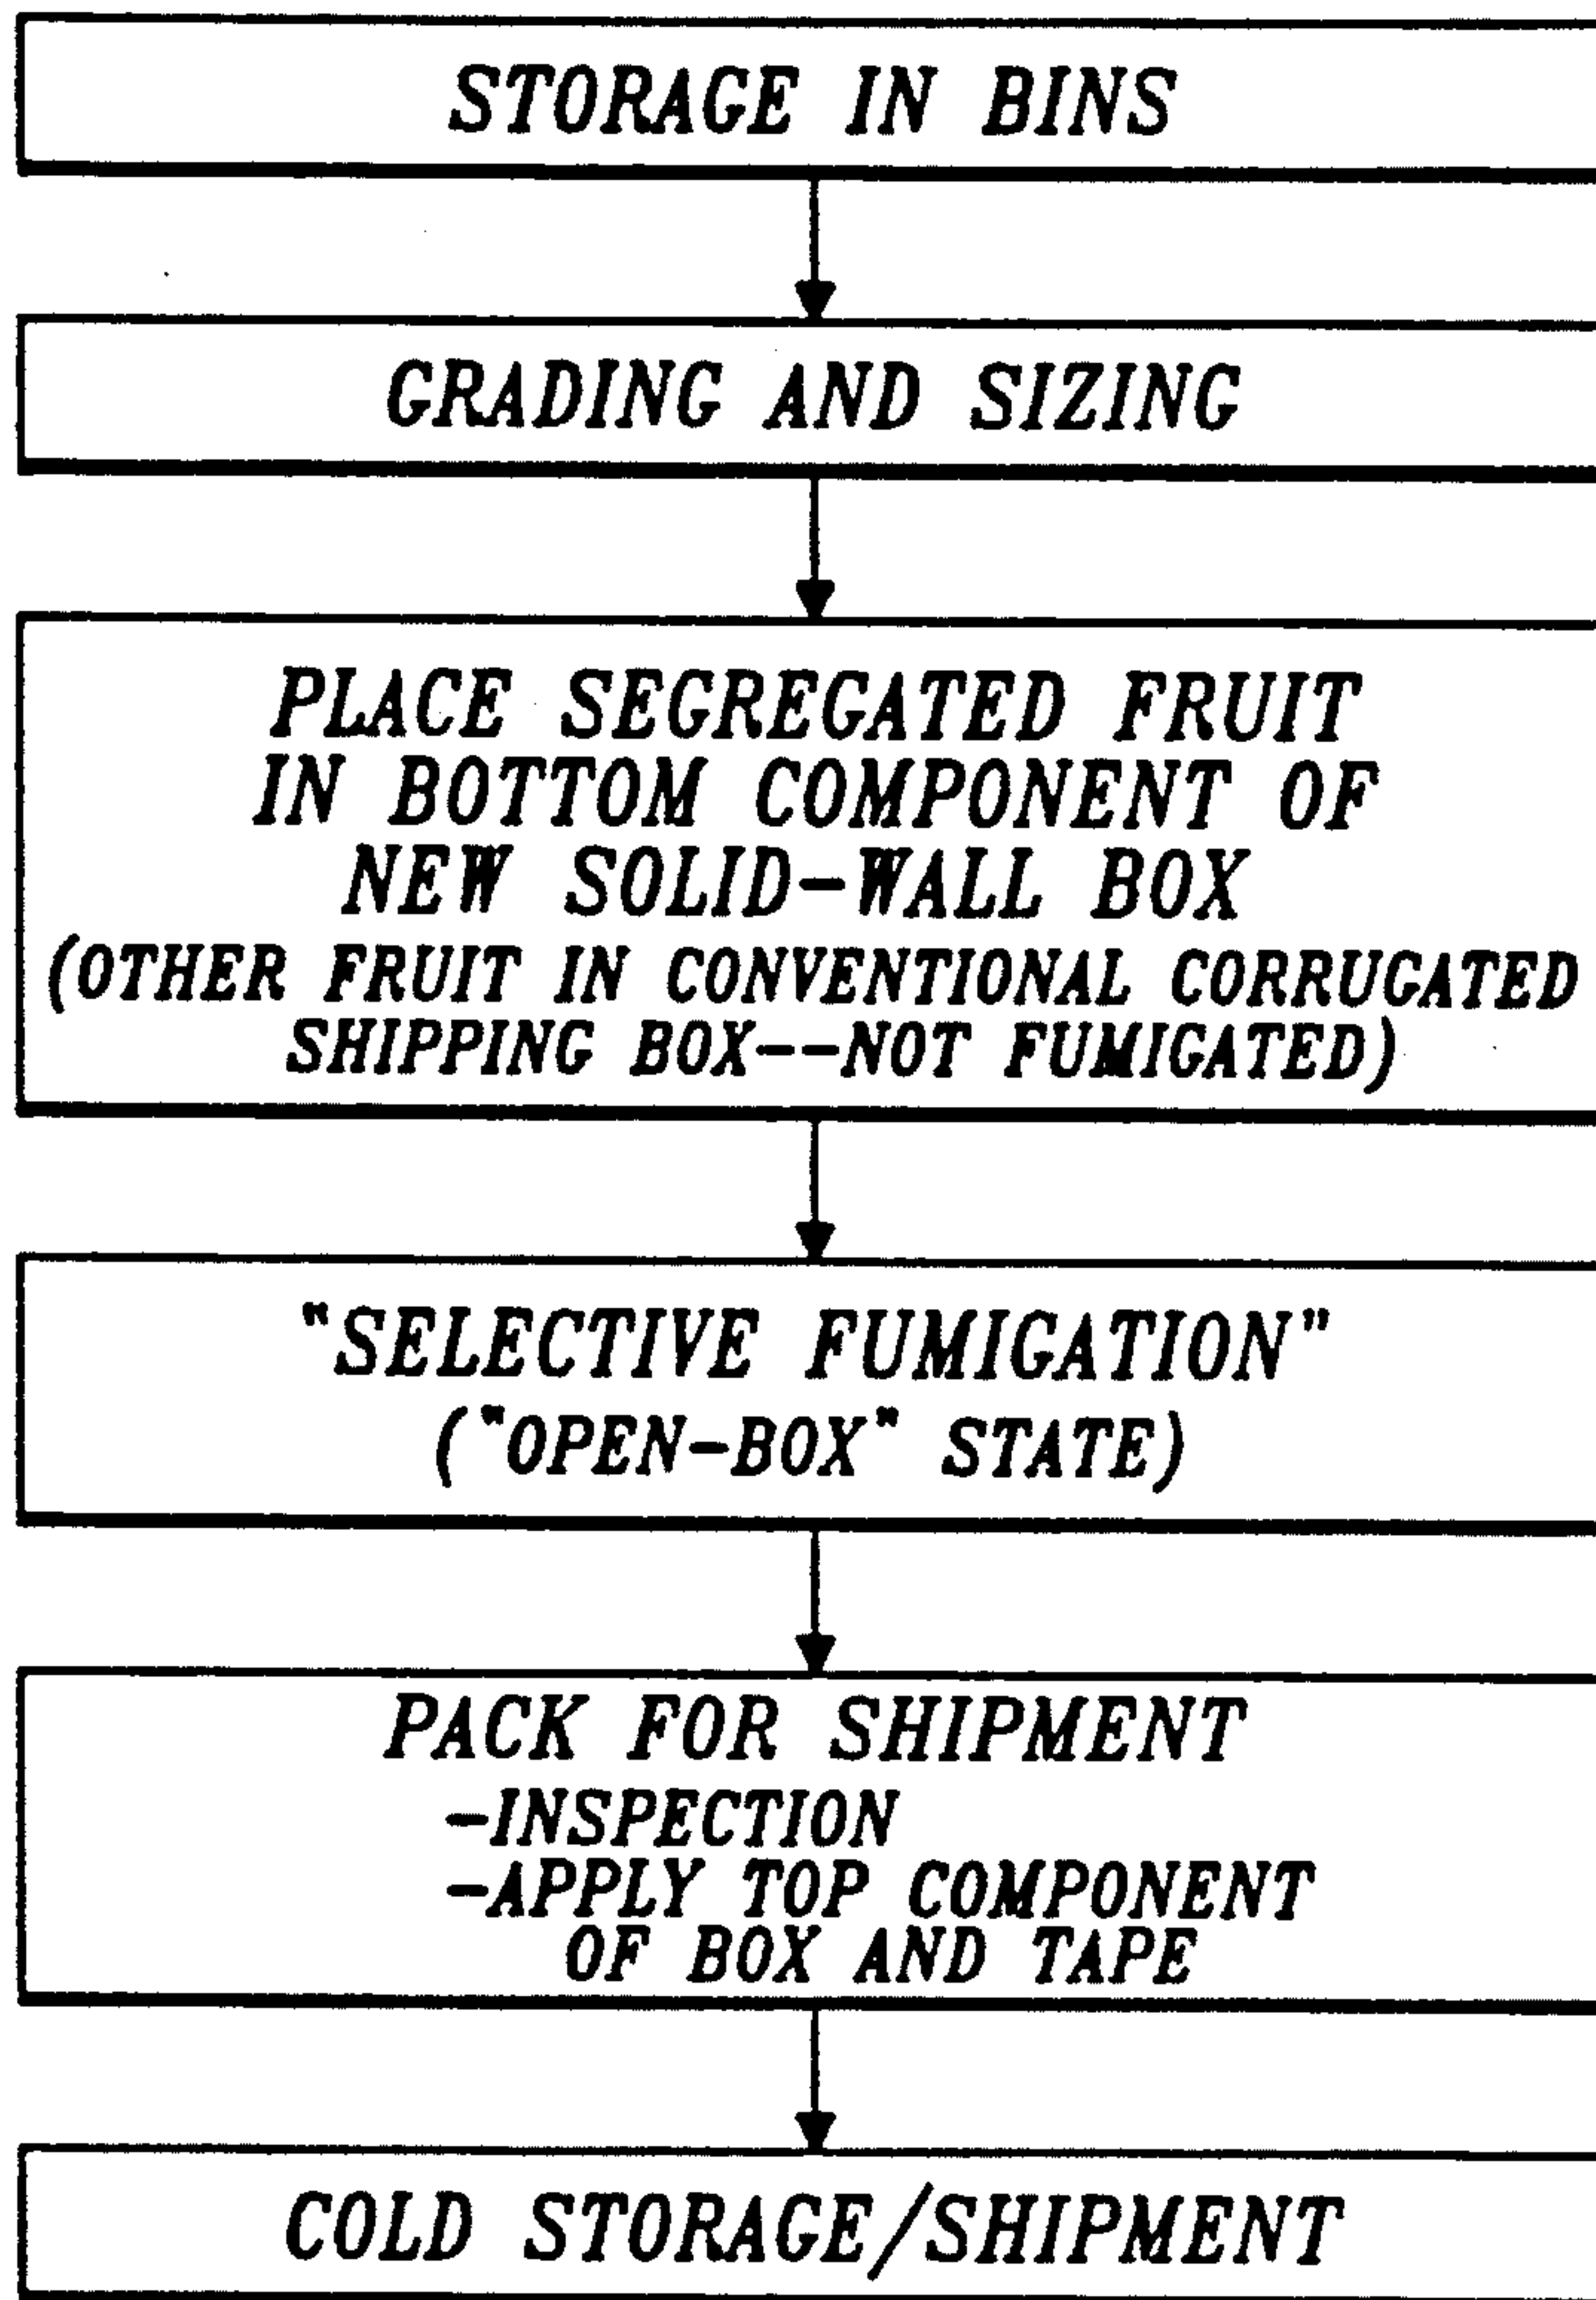 STORAGE IN BINS
GRADING AND SIZING
PLACE SEGREGATED FRUIT
IN BOTTOM COMPONENT OF
NEW SOLID-WALL BOX
(OTHER FRUIT IN CONVENTIONAL CORRUGATED
SHIPPING BOX--NOT FUMIGATED)
"SELECTIVE FUMIGATION"
("OPEN-BOX" STATE)
PACK FOR SHIPMENT
-INSPECTION
-APPLY TOP COMPONENT
OF BOX AND TAPE
COLD STORAGE/SHIPMENT